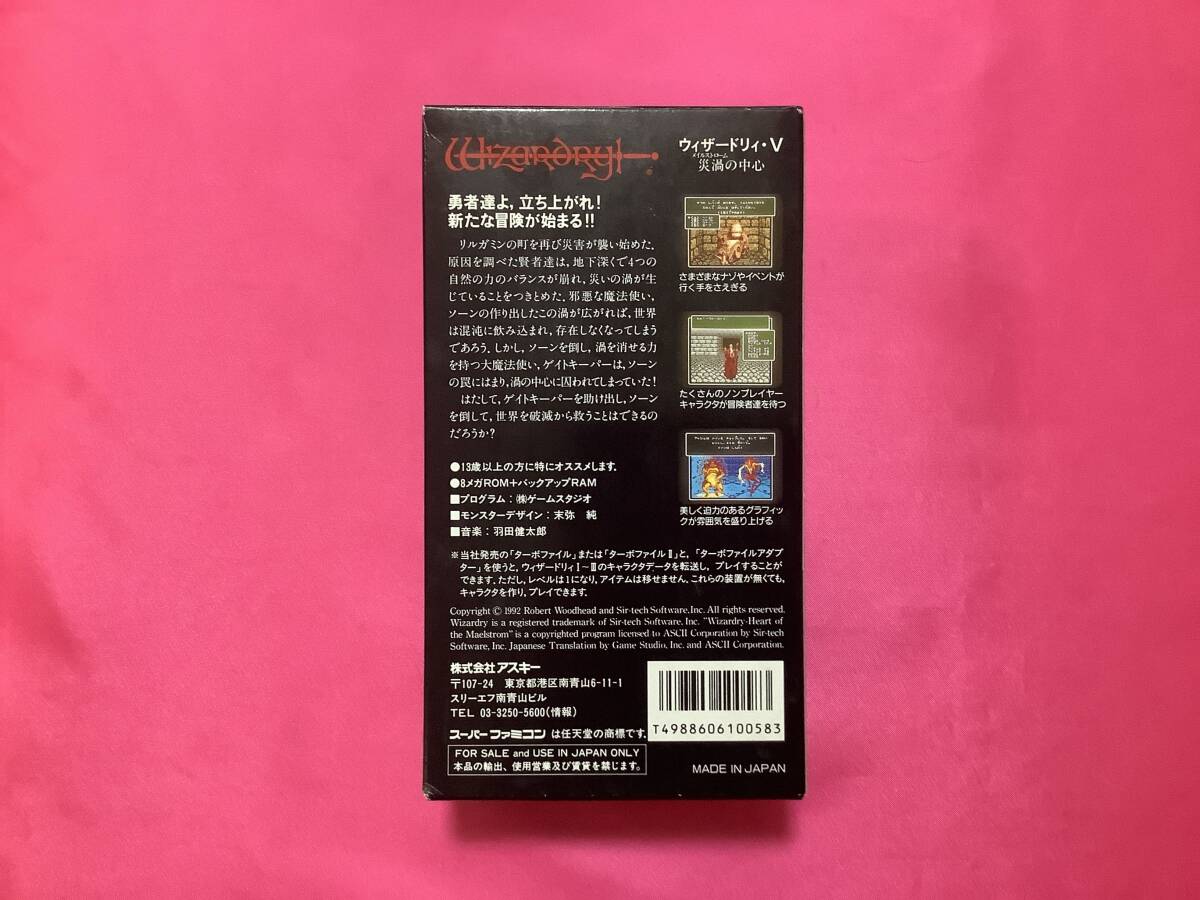 Wizardry
ウィザードリィ・V
メイルストローム
災渦の中心
勇者達よ，立ち上がれ！
新たな冒険が始まる!!
リルガミンの町を再び災害が襲い始めた．
原因を調べた賢者達は，地下深くで4つの
自然の力のバランスが崩れ，災いの渦が生
じていることをつきとめた．邪悪な魔法使い，
ソーンの作り出したこの渦が広がれば，世界
は混沌に飲み込まれ，存在しなくなってしまう
であろう．しかし，ソーンを倒し，渦を消せる力
を持つ大魔法使い，ゲイトキーパーは，ソーン
の罠にはまり，渦の中心に囚われてしまっていた！
はたして，ゲイトキーパーを助け出し，ソーン
を倒して，世界を破滅から救うことはできるの
だろうか？
さまざまなナゾやイベントが
行く手をさえぎる
たくさんのノンプレイヤー
キャラクタが冒険者達を待つ
美しく迫力のあるグラフィッ
クが雰囲気を盛り上げる
●13歳以上の方に特にオススメします．
●8メガROM＋バックアップRAM
■プログラム：㈱ゲームスタジオ
■モンスターデザイン：末弥 純
■音楽：羽田健太郎
※当社発売の「ターボファイル」または「ターボファイルⅡ」と，「ターボファイルアダプ
ター」を使うと，ウィザードリィⅠ～Ⅲのキャラクタデータを転送し，プレイすることが
できます．ただし，レベルは1になり，アイテムは移せません．これらの装置が無くても，
キャラクタを作り，プレイできます．
Copyright © 1992 Robert Woodhead and Sir-tech Software, Inc. All rights reserved.
Wizardry is a registered trademark of Sir-tech Software, Inc. "Wizardry-Heart of
the Maelstrom" is a copyrighted program licensed to ASCII Corporation by Sir-tech
Software, Inc. Japanese Translation by Game Studio, Inc. and ASCII Corporation.
株式会社アスキー
〒107-24 東京都港区南青山6-11-1
スリーエフ南青山ビル
TEL 03-3250-5600（情報）
T4988606100583
スーパーファミコン は任天堂の商標です．
FOR SALE and USE IN JAPAN ONLY
本品の輸出、使用営業及び賃貸を禁じます。
MADE IN JAPAN